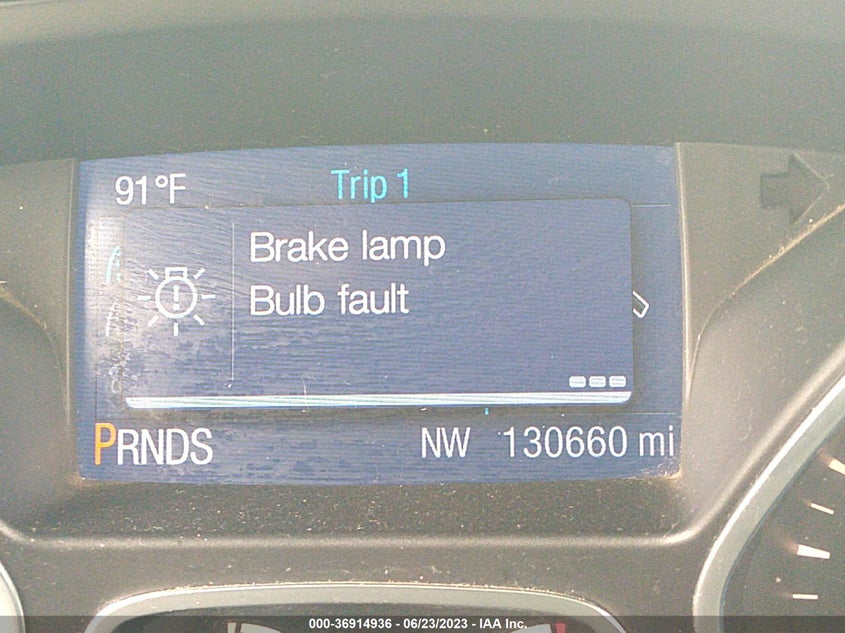 91°F Trip 1
Brake lamp
Bulb fault
PRNDS NW 130660 mi
000-36914936 - 06/23/2023 - IAA Inc.